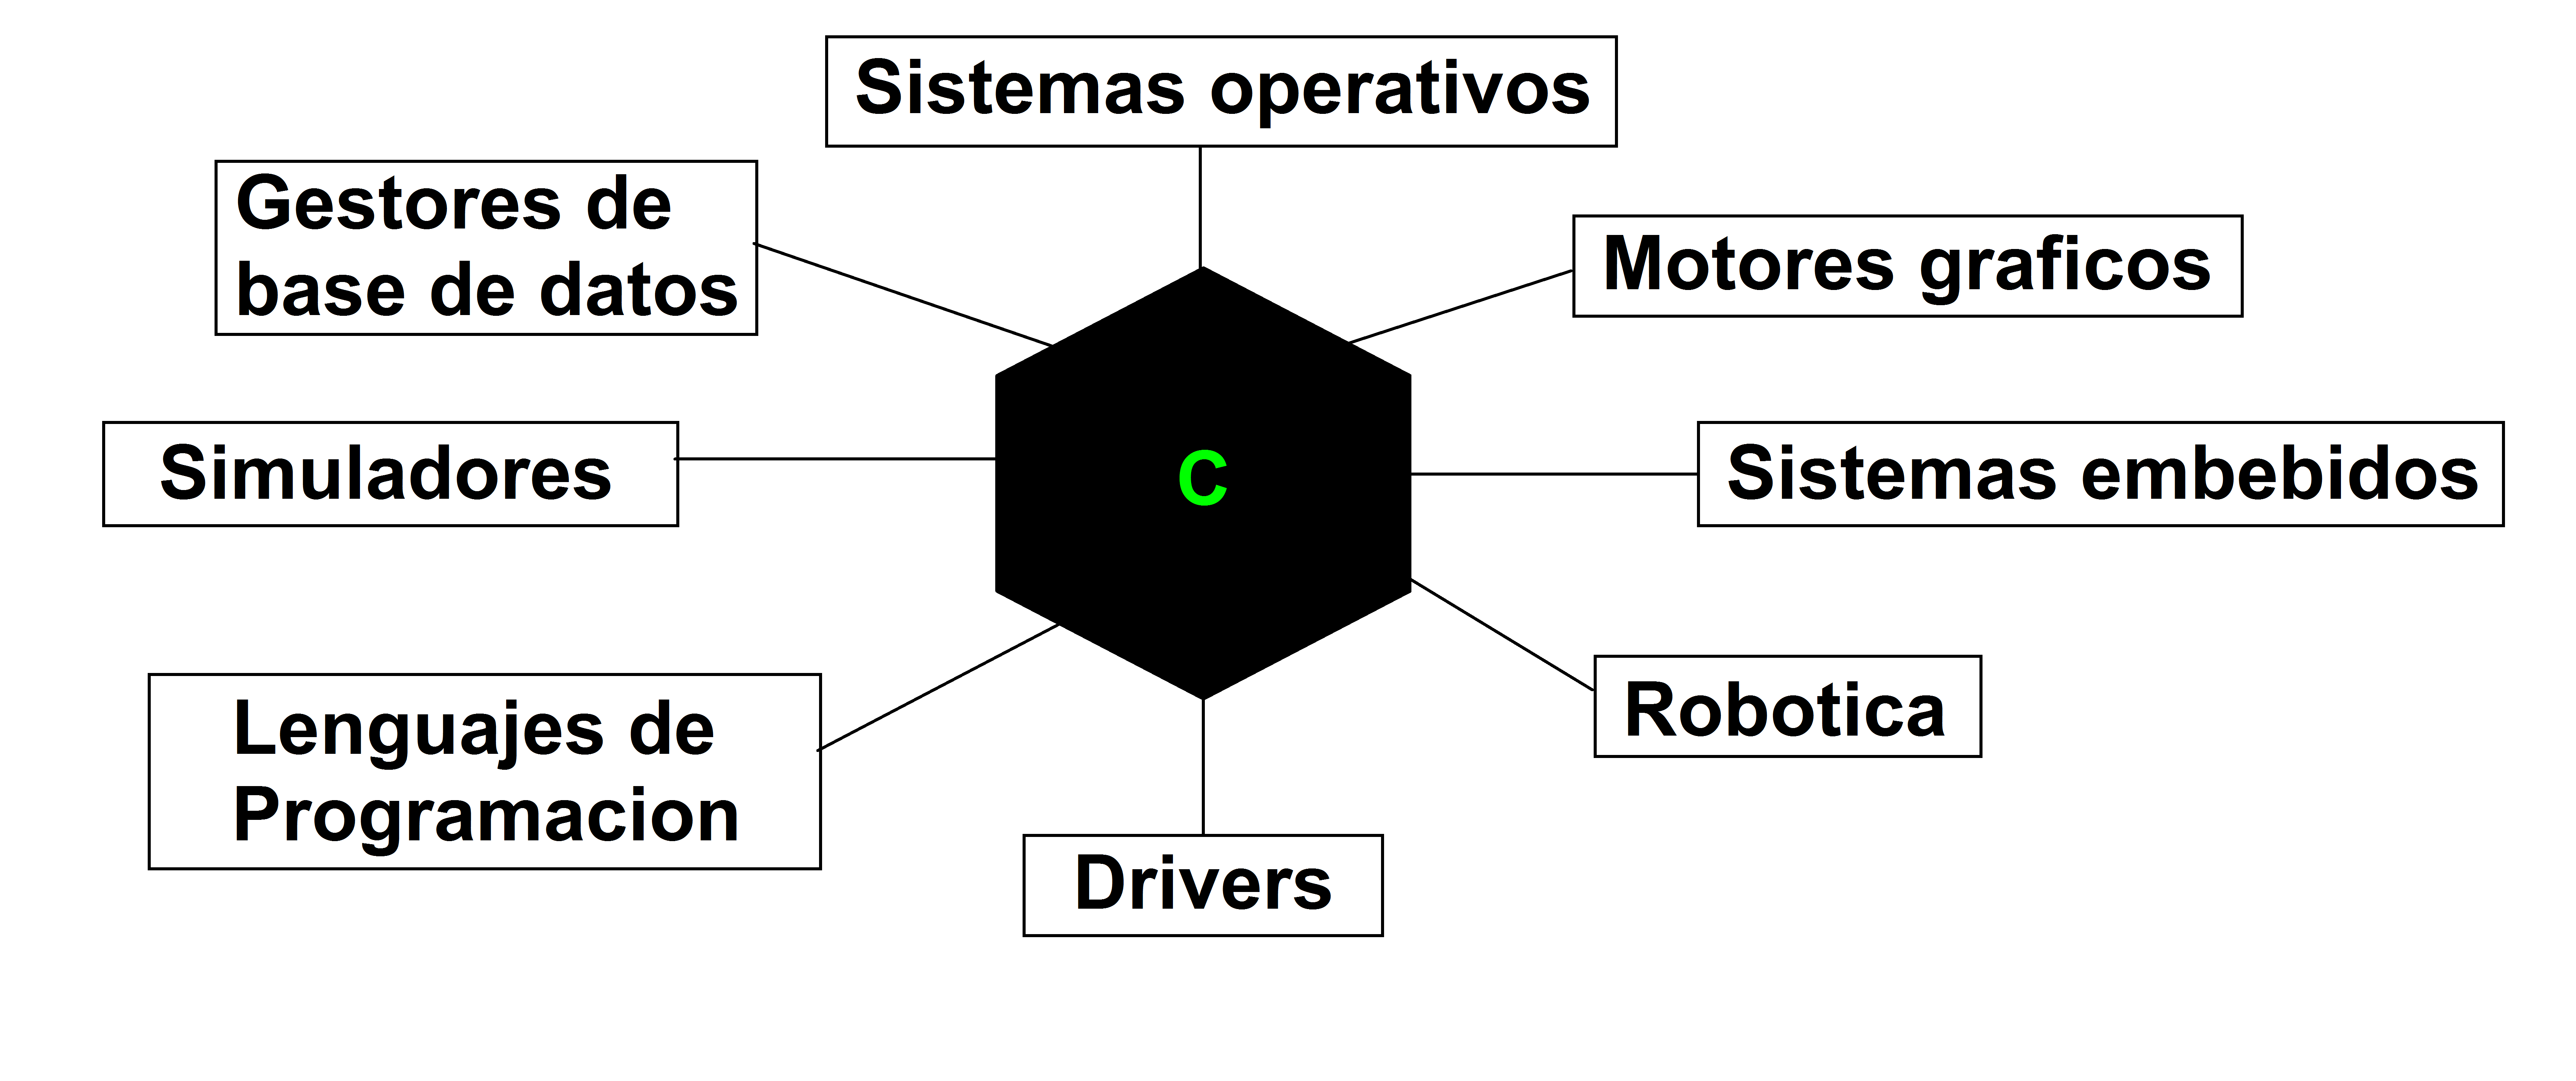 Sistemas operativos
Gestores de
base de datos
Motores graficos
Simuladores
C
Sistemas embebidos
Lenguajes de
Programacion
Robotica
Drivers